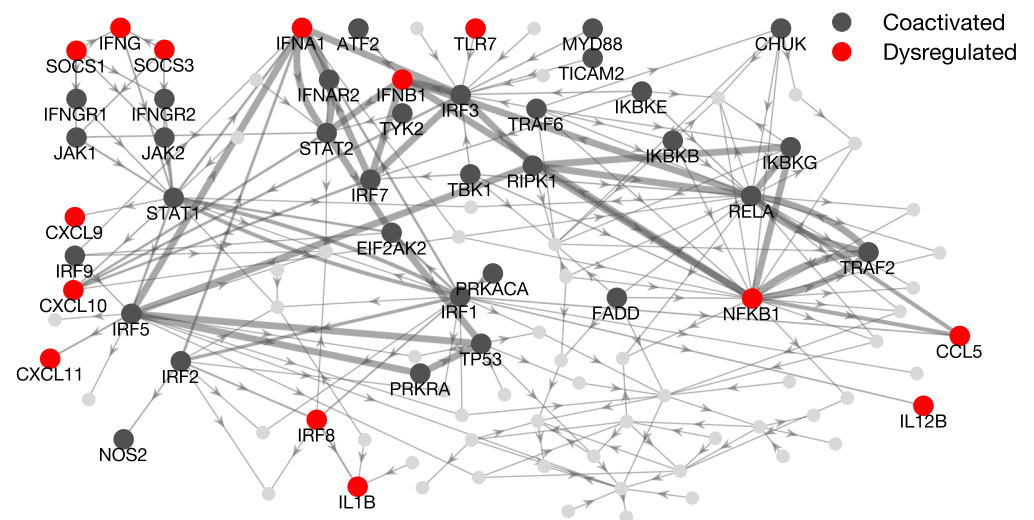 Coactivated
Dysregulated
IFNG
SOCS1
SOCS3
IFNGR1
IFNGR2
JAK1
JAK2
IFNA1
ATF2
TLR7
MYD88
TICAM2
CHUK
IFNAR2
IFNB1
IRF3
IKBKE
TYK2
TRAF6
STAT2
IKBKB
IKBKG
IRF7
TBK1
RIPK1
STAT1
RELA
CXCL9
EIF2AK2
IRF9
TRAF2
PRKACA
CXCL10
IRF1
FADD
NFKB1
IRF5
CCL5
TP53
CXCL11
IRF2
PRKRA
IL12B
IRF8
NOS2
IL1B